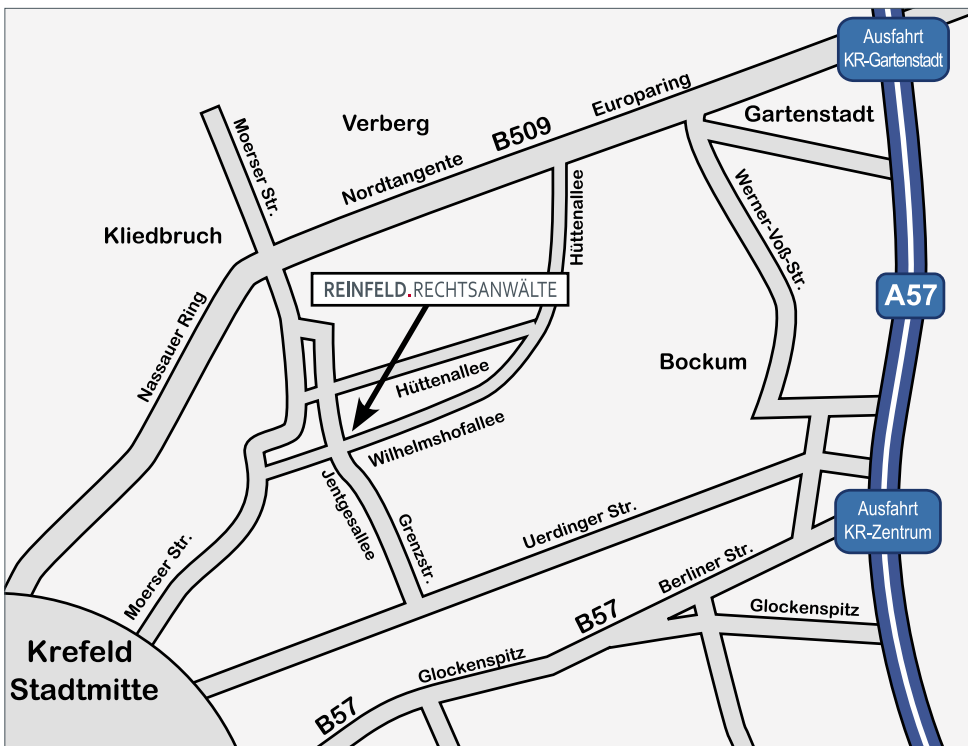 Ausfahrt
KR-Gartenstadt
Europaring
Gartenstadt
Verberg
B509
Moerser Str.
Nordtangente
Hüttenallee
Werner-Voß-Str.
Kliedbruch
REINFELD.RECHTSANWÄLTE
A57
Nassauer Ring
Bockum
Hüttenallee
Wilhelmshofallee
Jentgesallee
Grenzstr.
Uerdinger Str.
Ausfahrt
KR-Zentrum
Moerser Str.
Berliner Str.
B57
Glockenspitz
Krefeld
Stadtmitte
Glockenspitz
B57